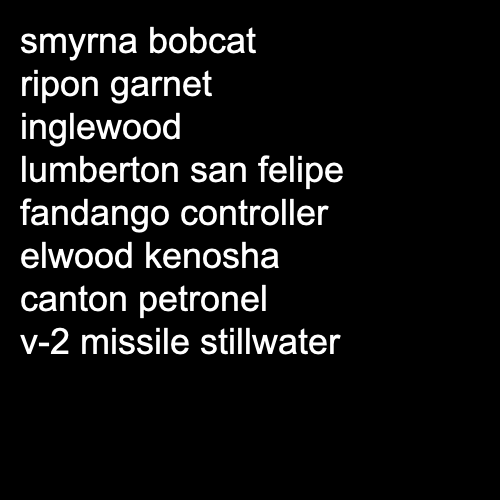 smyrna bobcat
ripon garnet
inglewood
lumberton san felipe
fandango controller
elwood kenosha
canton petronel
v-2 missile stillwater